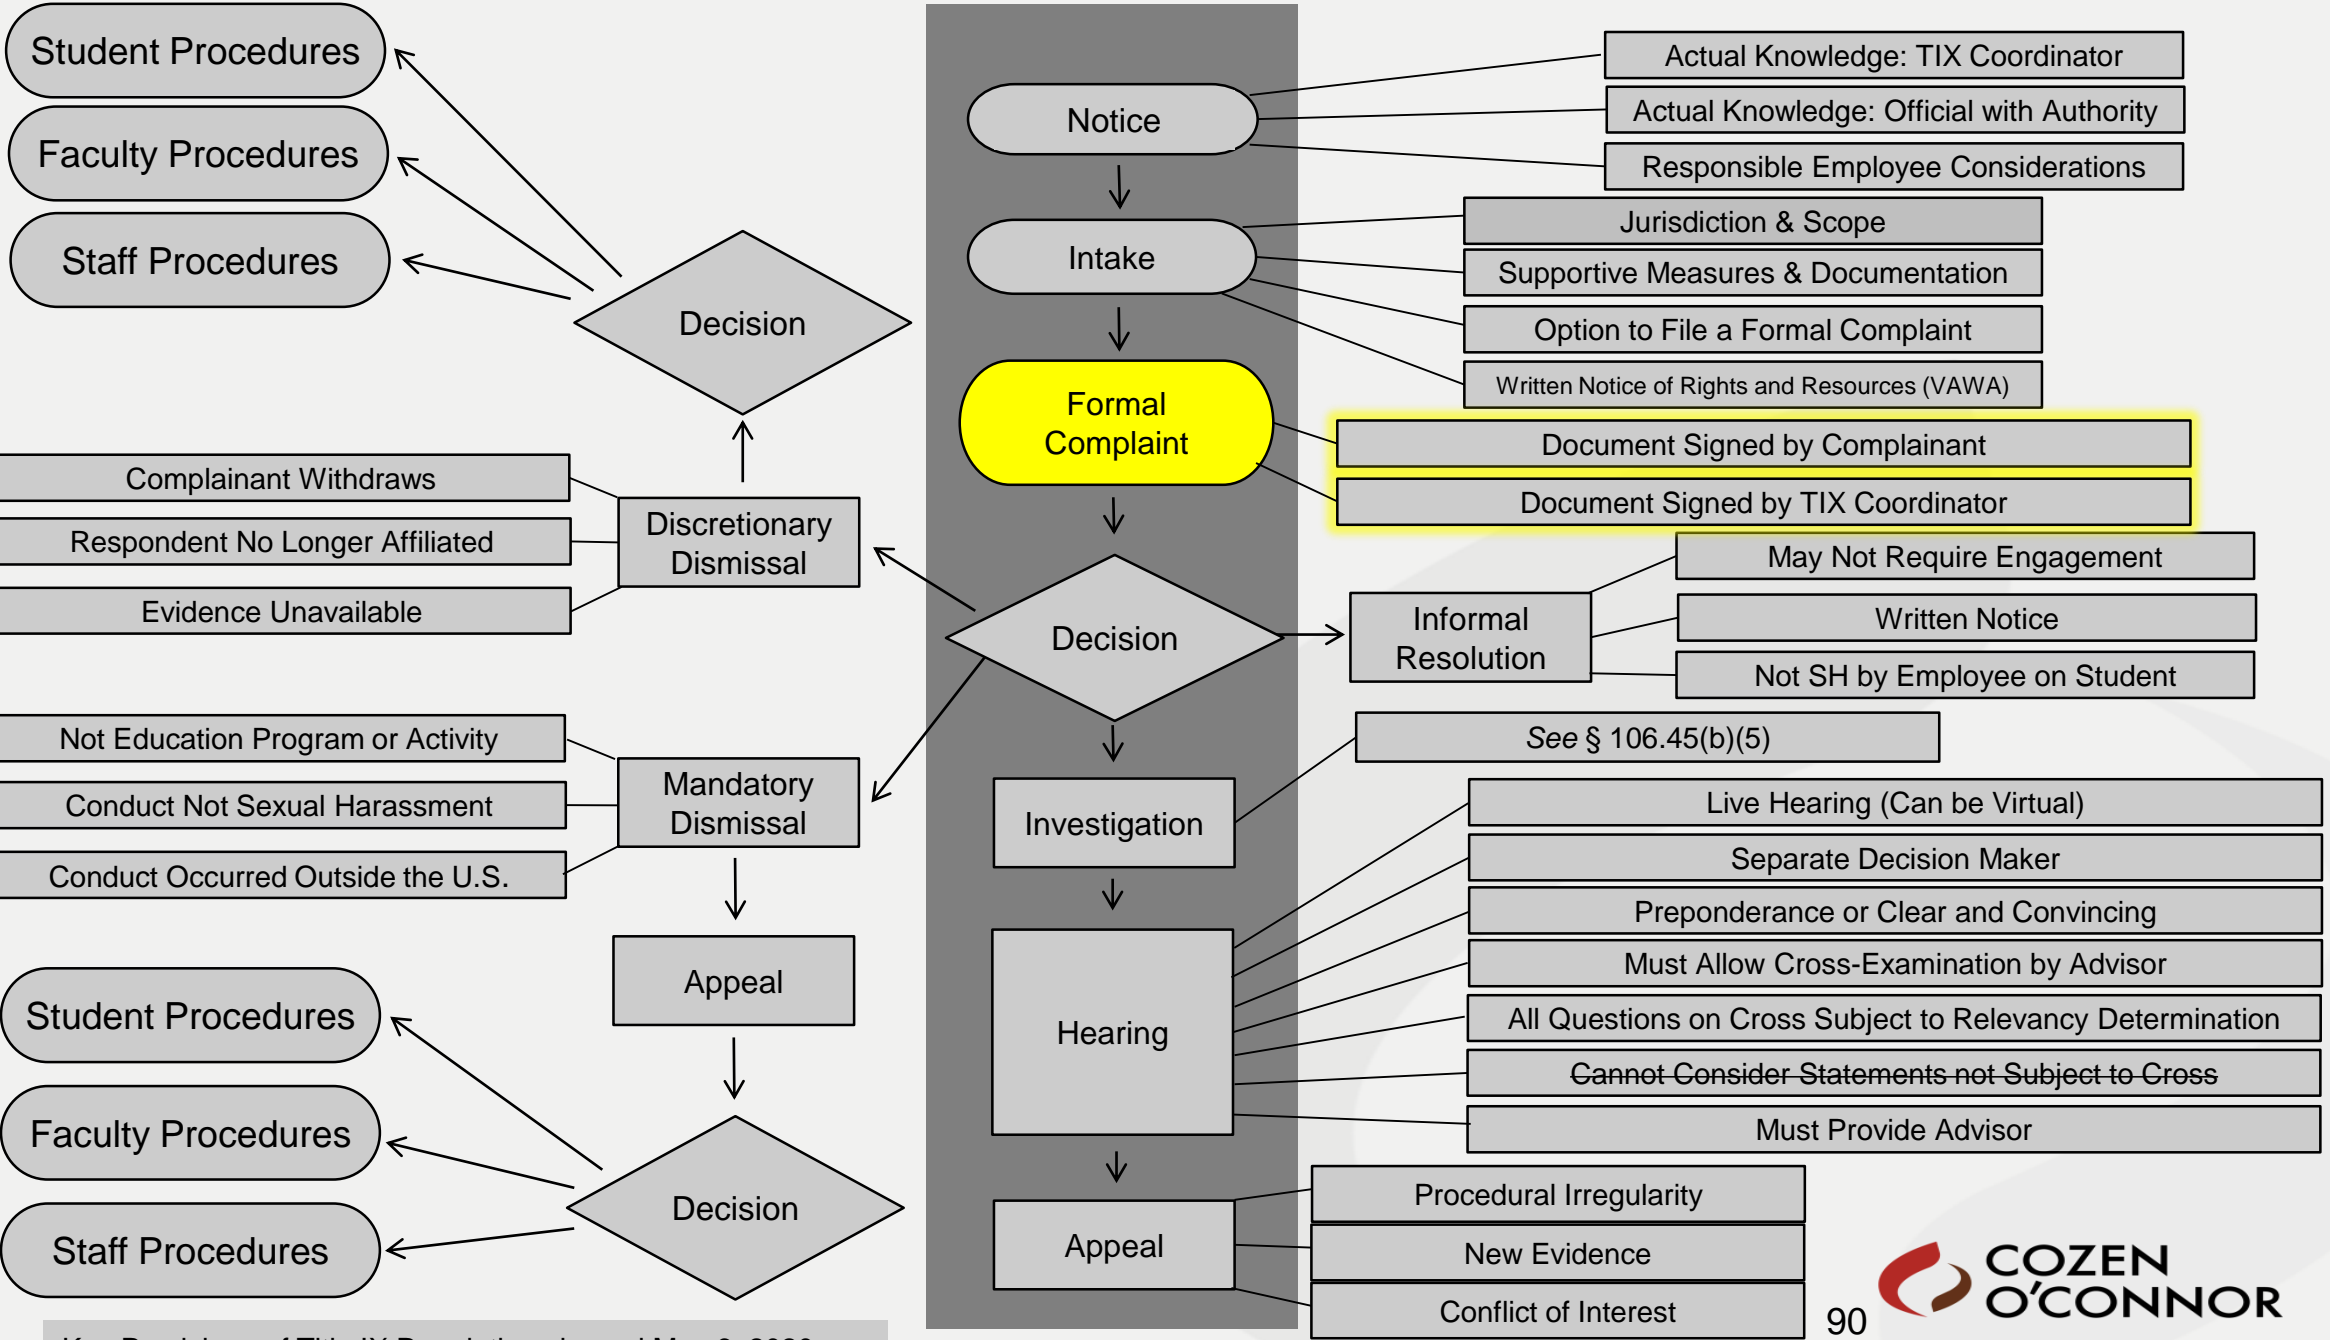 Student Procedures
Faculty Procedures
Staff Procedures
Decision
Complainant Withdraws
Respondent No Longer Affiliated
Evidence Unavailable
Discretionary
Dismissal
Not Education Program or Activity
Conduct Not Sexual Harassment
Conduct Occurred Outside the U.S.
Mandatory
Dismissal
Appeal
Student Procedures
Faculty Procedures
Staff Procedures
Decision
Notice
Actual Knowledge: TIX Coordinator
Actual Knowledge: Official with Authority
Responsible Employee Considerations
Intake
Jurisdiction & Scope
Supportive Measures & Documentation
Option to File a Formal Complaint
Written Notice of Rights and Resources (VAWA)
Formal
Complaint
Document Signed by Complainant
Document Signed by TIX Coordinator
Decision
Informal
Resolution
May Not Require Engagement
Written Notice
Not SH by Employee on Student
Investigation
See § 106.45(b)(5)
Hearing
Live Hearing (Can be Virtual)
Separate Decision Maker
Preponderance or Clear and Convincing
Must Allow Cross-Examination by Advisor
All Questions on Cross Subject to Relevancy Determination
Cannot Consider Statements not Subject to Cross
Must Provide Advisor
Appeal
Procedural Irregularity
New Evidence
Conflict of Interest
90
COZEN
O'CONNOR